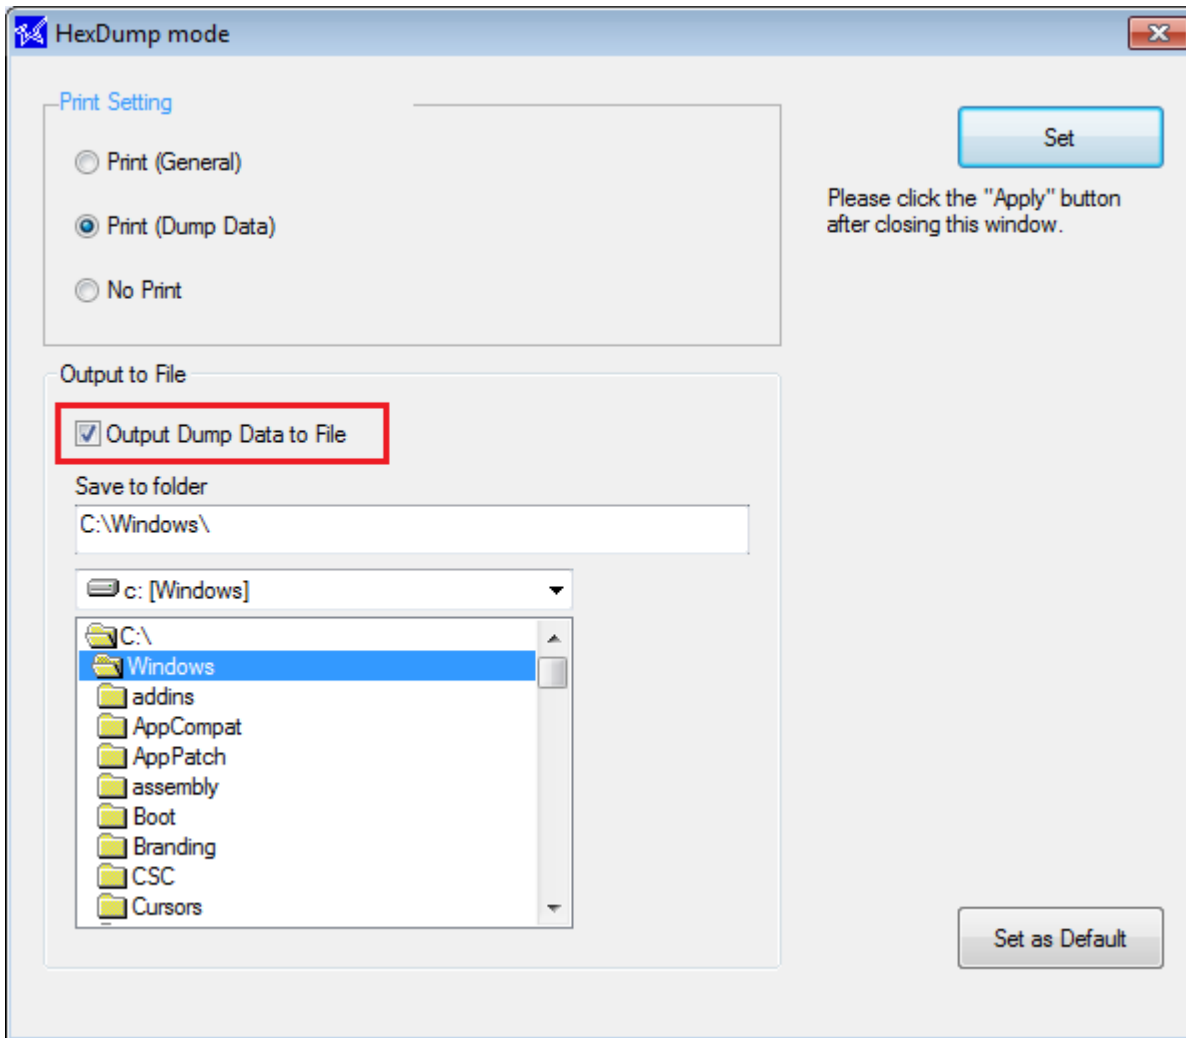 HexDump mode
Print Setting
Print (General)
Print (Dump Data)
No Print
Set
Please click the "Apply" button
after closing this window.
Output to File
Output Dump Data to File
Save to folder
C:\Windows\
c: [Windows]
C:\
Windows
addins
AppCompat
AppPatch
assembly
Boot
Branding
CSC
Cursors
Set as Default